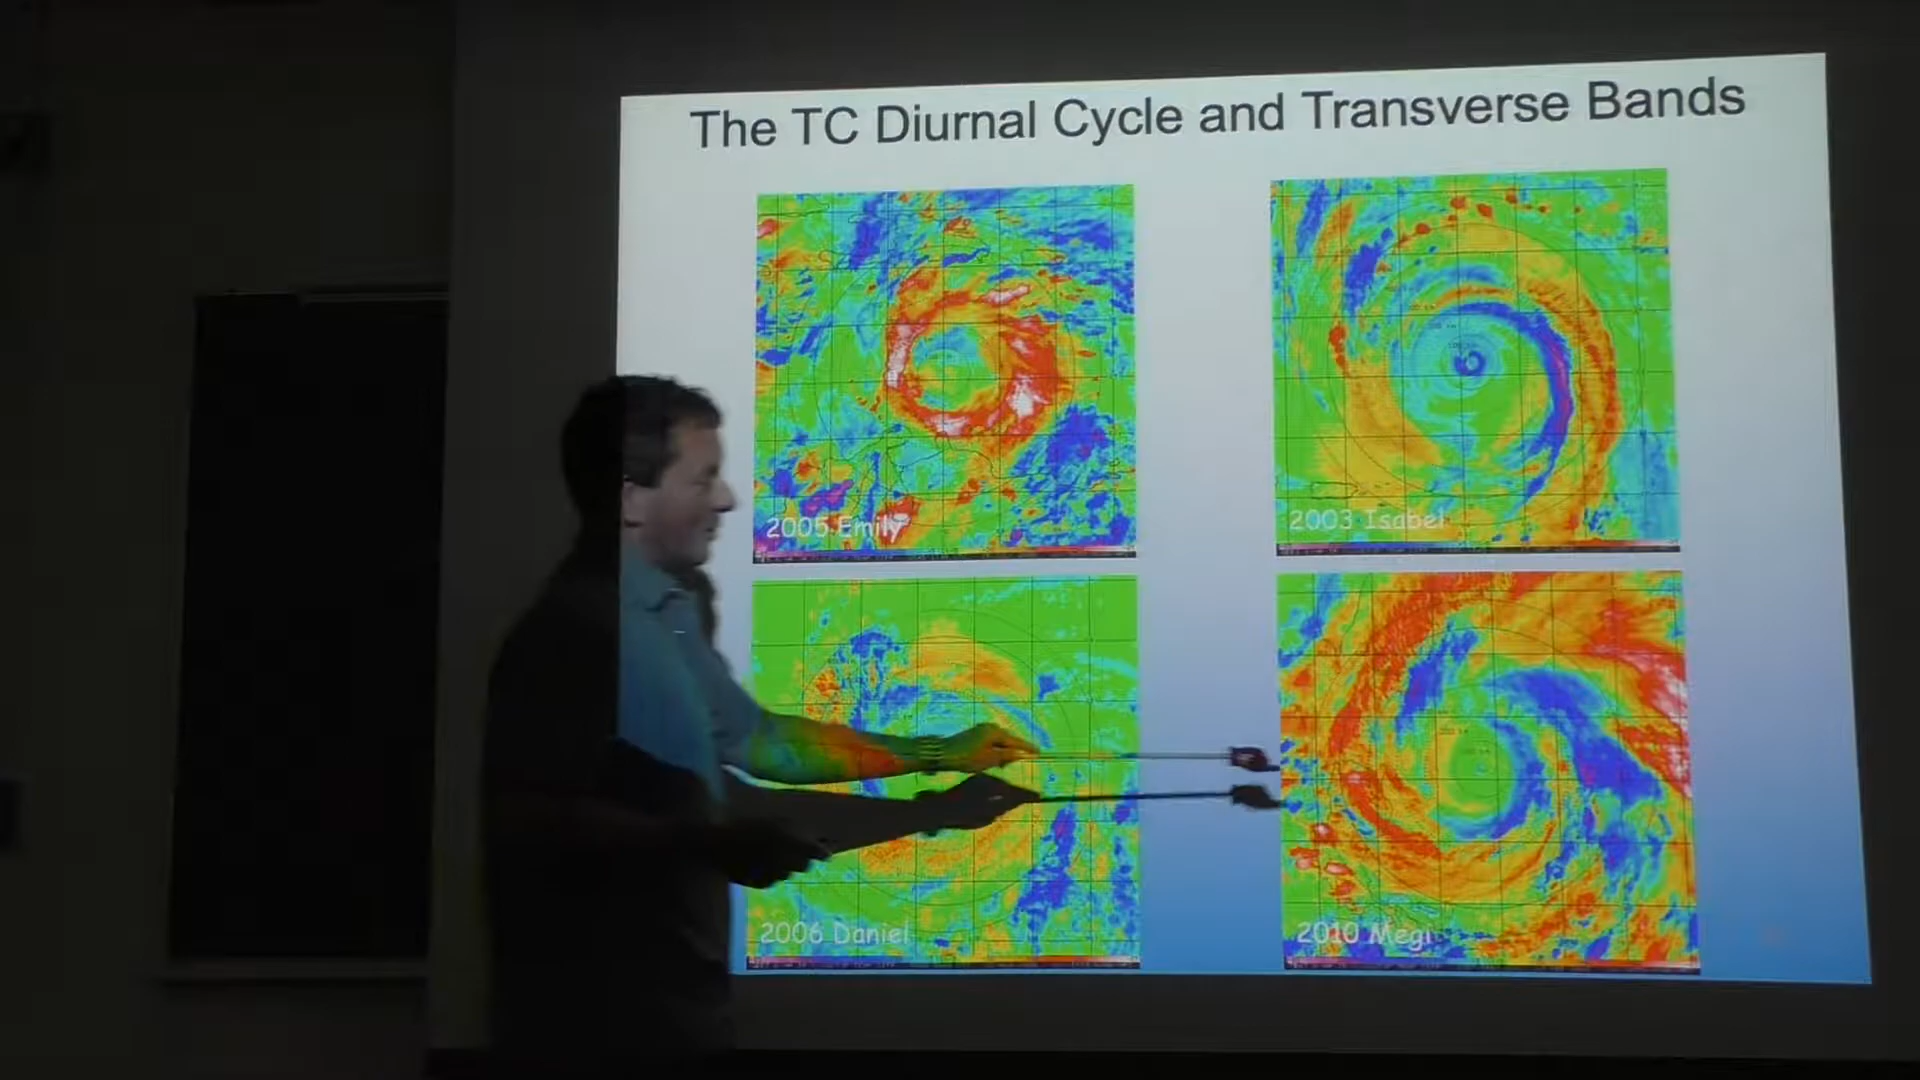 The TC Diurnal Cycle and Transverse Bands
2005 Emily
2003 Isabel
2006 Daniel
2010 Megi